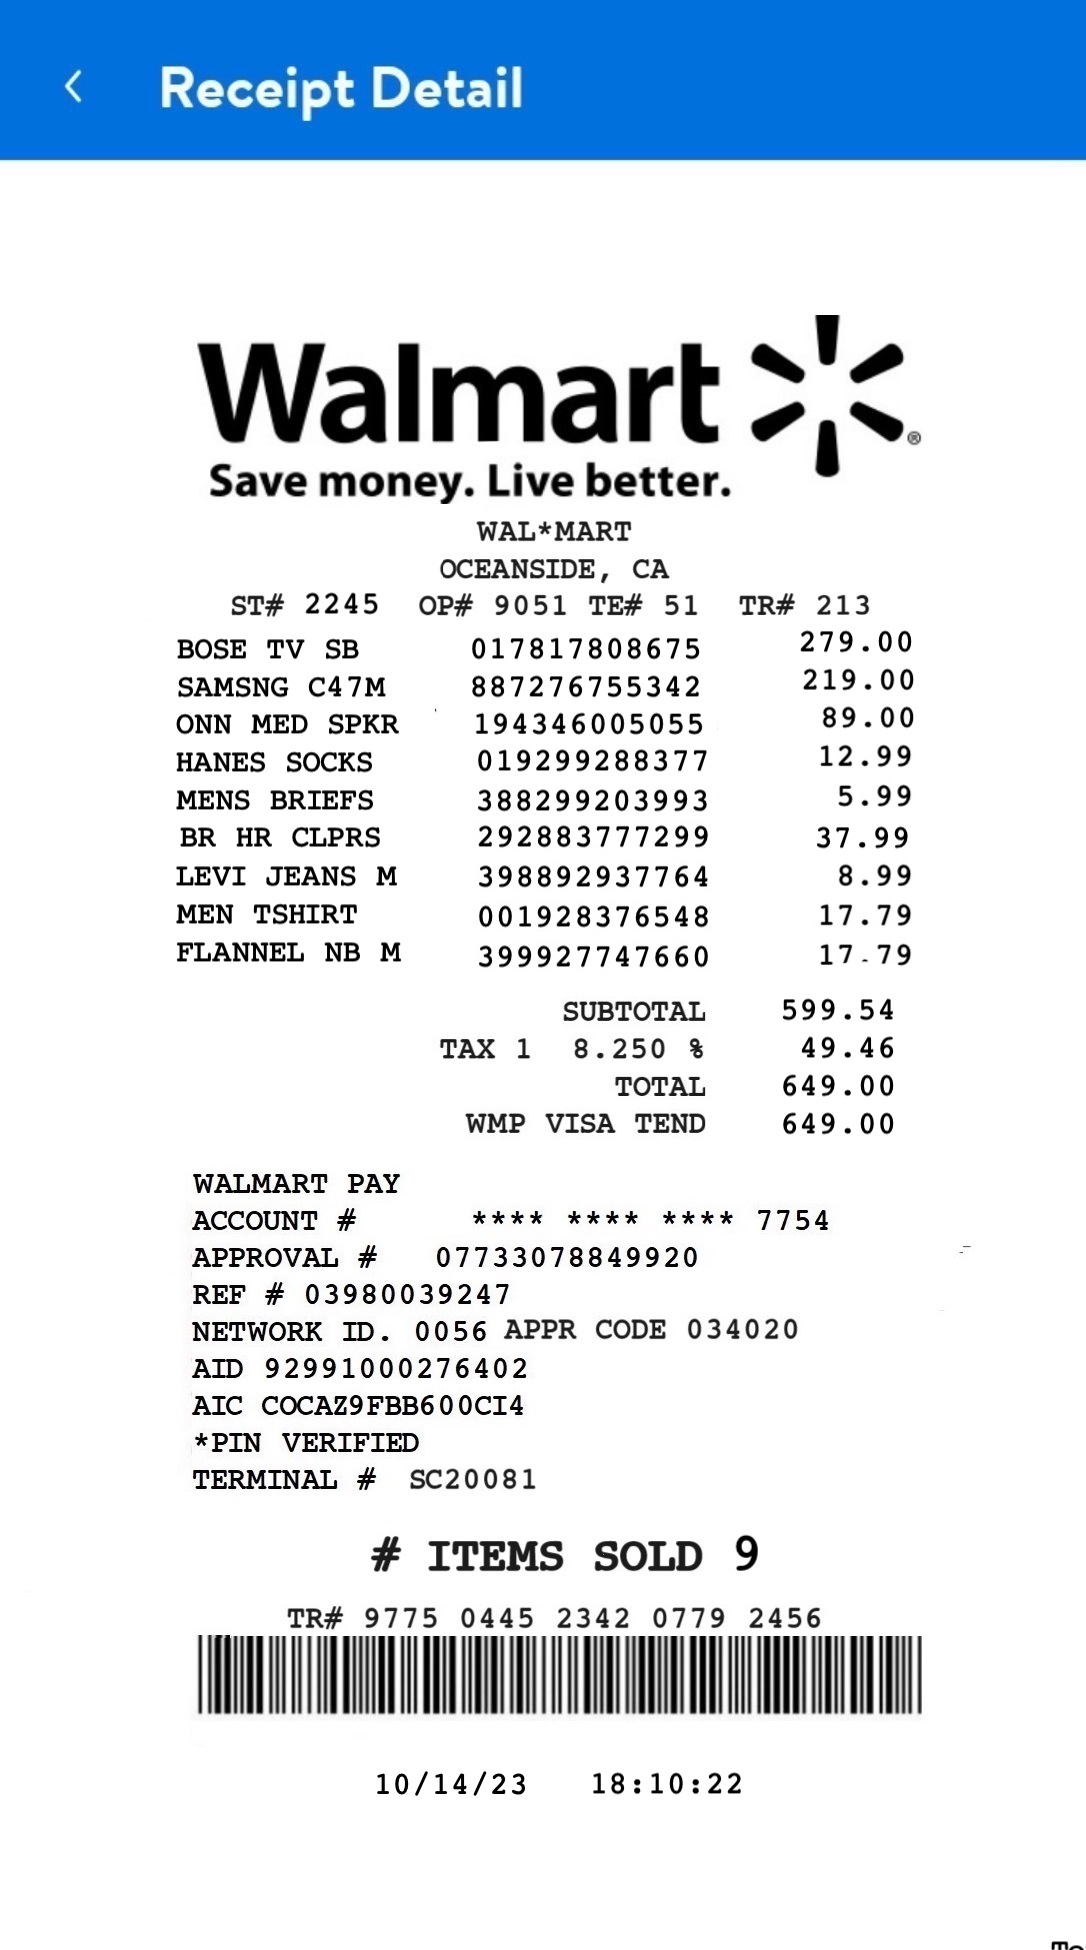 Receipt Detail
Walmart
Save money. Live better.
WAL*MART
OCEANSIDE, CA
ST# 2245 OP# 9051 TE# 51 TR# 213
BOSE TV SB 017817808675 279.00
SAMSNG C47M 887276755342 219.00
ONN MED SPKR 194346005055 89.00
HANES SOCKS 019299288377 12.99
MENS BRIEFS 388299203993 5.99
BR HR CLPRS 292883777299 37.99
LEVI JEANS M 398892937764 8.99
MEN TSHIRT 001928376548 17.79
FLANNEL NB M 399927747660 17.79
SUBTOTAL 599.54
TAX 1 8.250 % 49.46
TOTAL 649.00
WMP VISA TEND 649.00
WALMART PAY
ACCOUNT # **** **** **** 7754
APPROVAL # 07733078849920
REF # 03980039247
NETWORK ID. 0056 APPR CODE 034020
AID 92991000276402
AIC COCAZ9FBB600CI4
*PIN VERIFIED
TERMINAL # SC20081
# ITEMS SOLD 9
TR# 9775 0445 2342 0779 2456
10/14/23 18:10:22